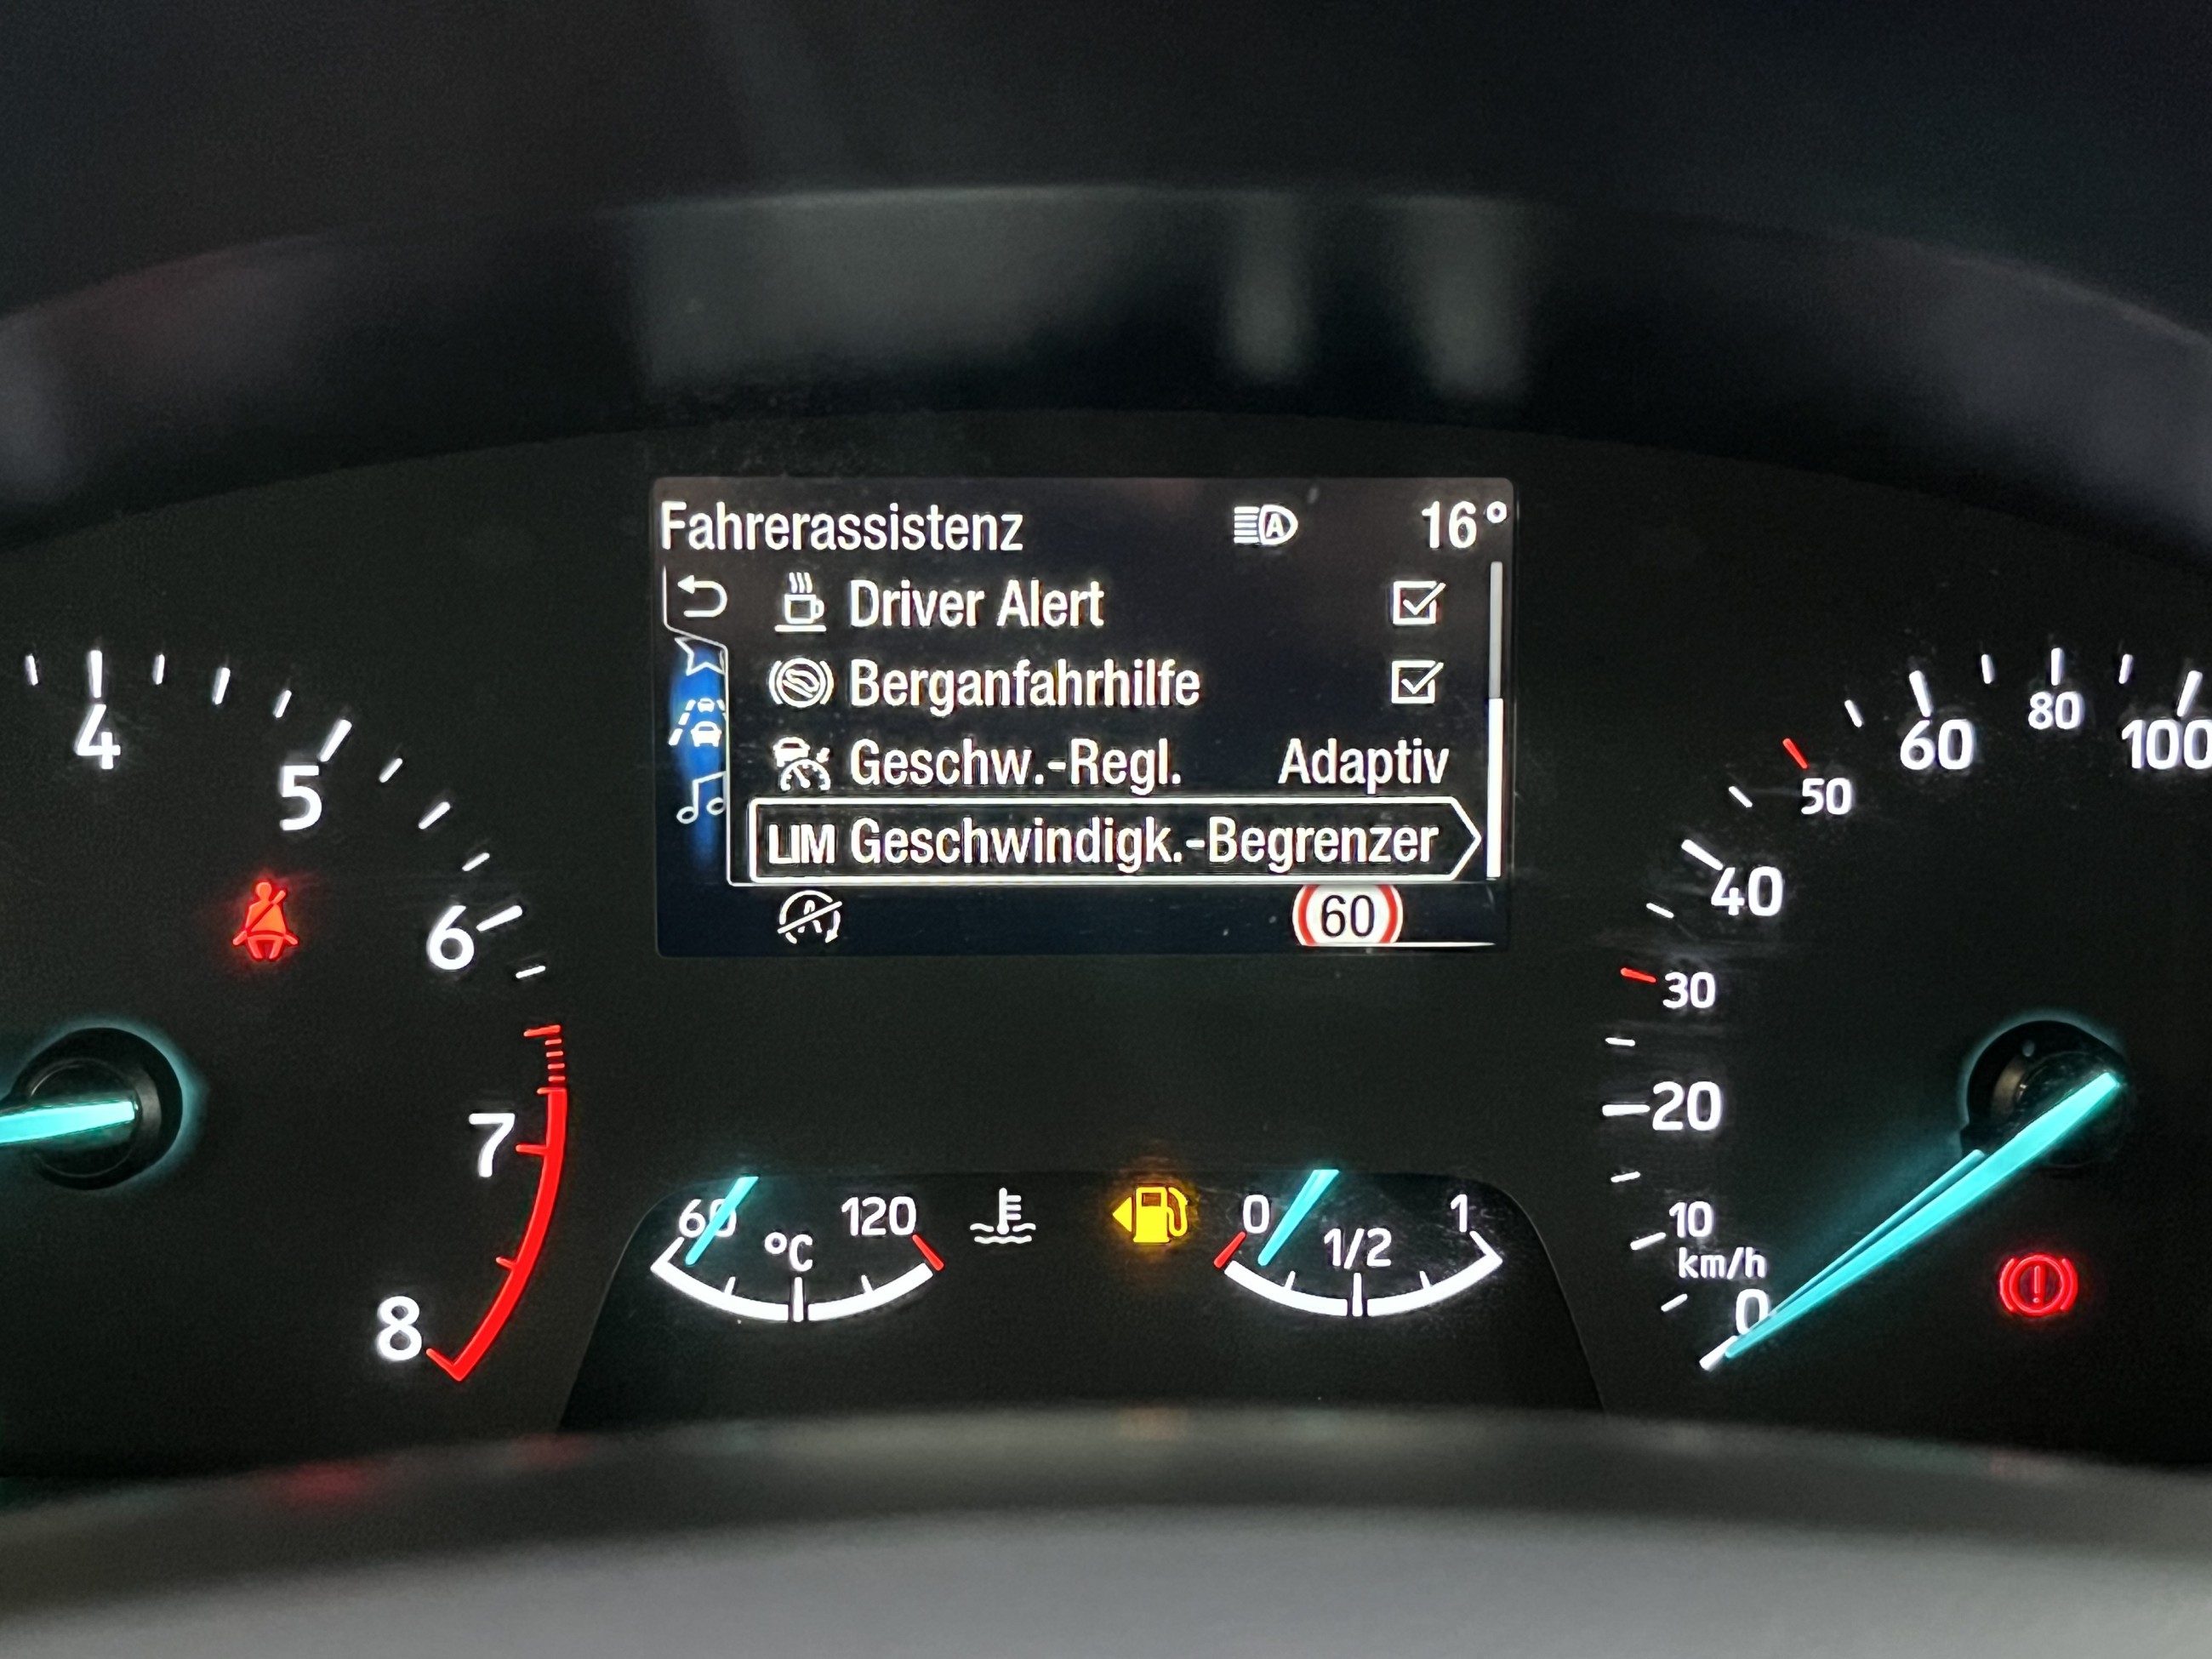 Fahrerassistenz 16°
Driver Alert
Berganfahrhilfe
Geschw.-Regl. Adaptiv
LIM Geschwindigk.-Begrenzer
60
4
5
6
7
8
60 °C 120
0 1/2 1
100
80
60
50
40
30
20
10
km/h
0